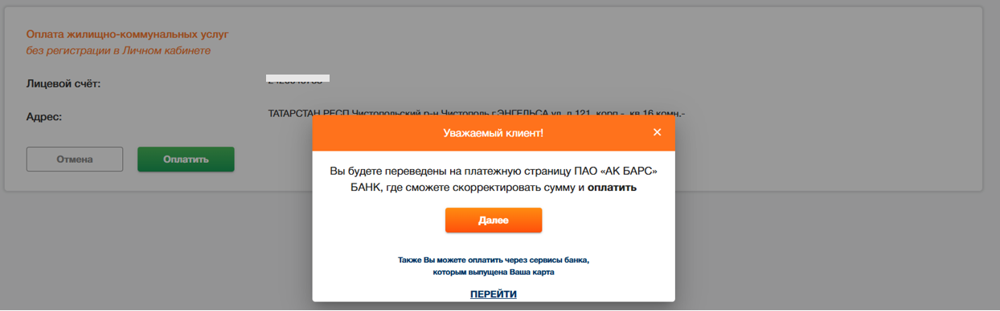 Оплата жилищно-коммунальных услуг
без регистрации в Личном кабинете
Лицевой счёт:
Адрес:
ТАТАРСТАН РЕСП,Чистопольский р-н,Чистополь г,ЭНГЕЛЬСА ул, д.121, корп.-, кв.16 комн.-
Отмена
Оплатить
Уважаемый клиент!
×
Вы будете переведены на платежную страницу ПАО «АК БАРС»
БАНК, где сможете скорректировать сумму и оплатить
Далее
Также Вы можете оплатить через сервисы банка,
которым выпущена Ваша карта
ПЕРЕЙТИ